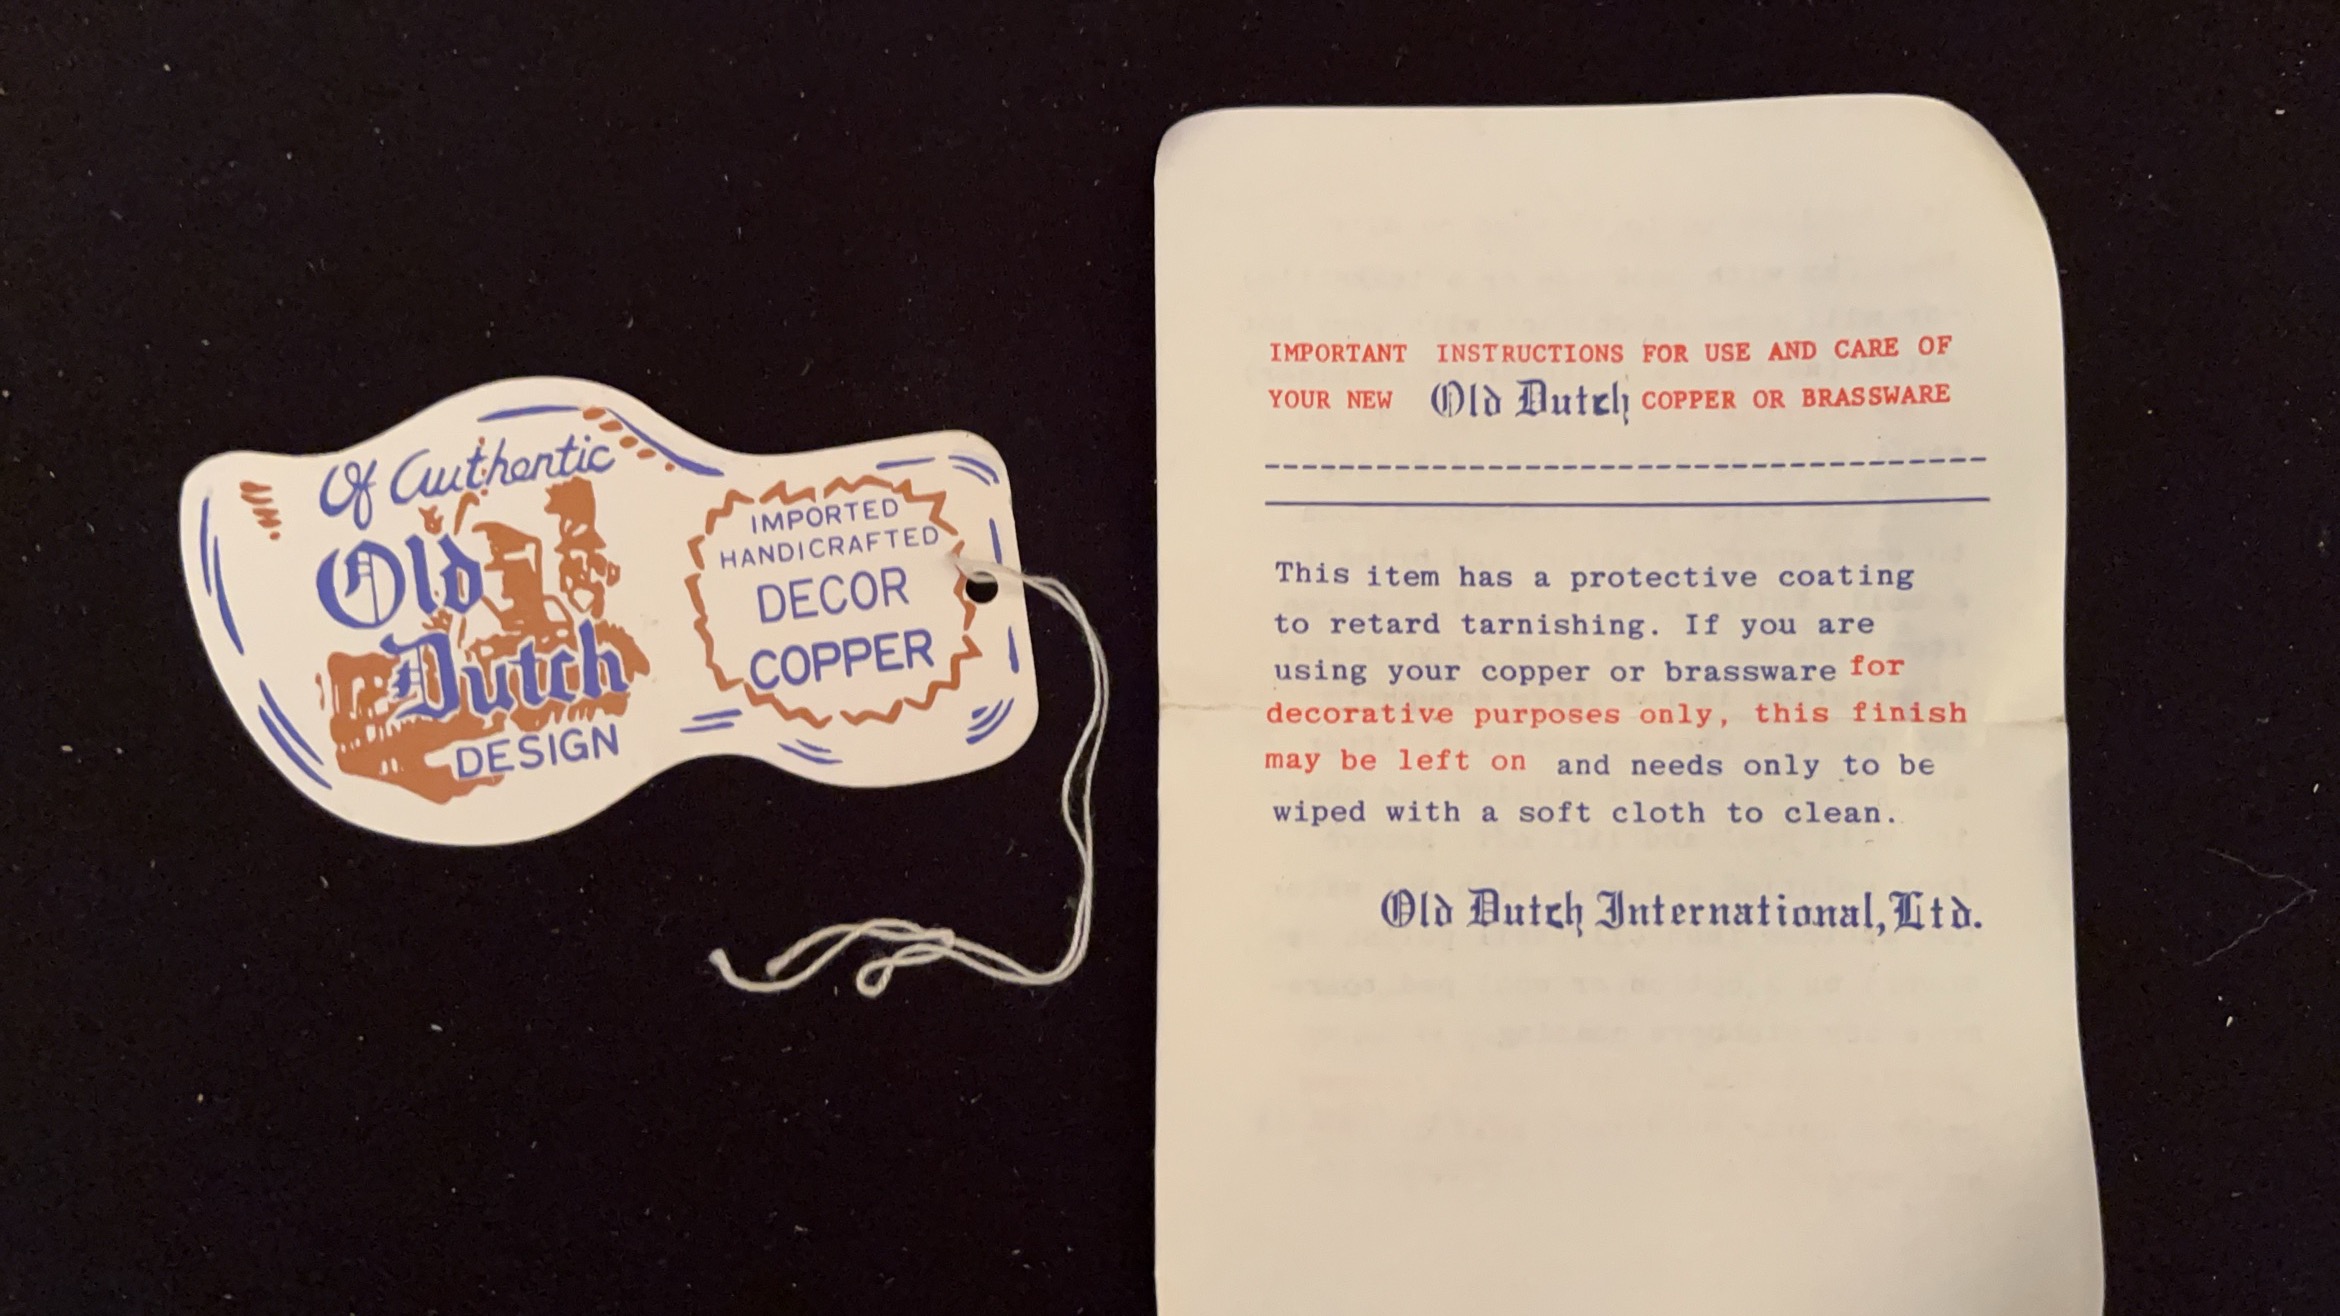 Of Authentic
Old
Dutch
DESIGN
IMPORTED
HANDICRAFTED
DECOR
COPPER
IMPORTANT INSTRUCTIONS FOR USE AND CARE OF
YOUR NEW Old Dutch COPPER OR BRASSWARE
This item has a protective coating
to retard tarnishing. If you are
using your copper or brassware for
decorative purposes only, this finish
may be left on and needs only to be
wiped with a soft cloth to clean.
Old Dutch International, Ltd.